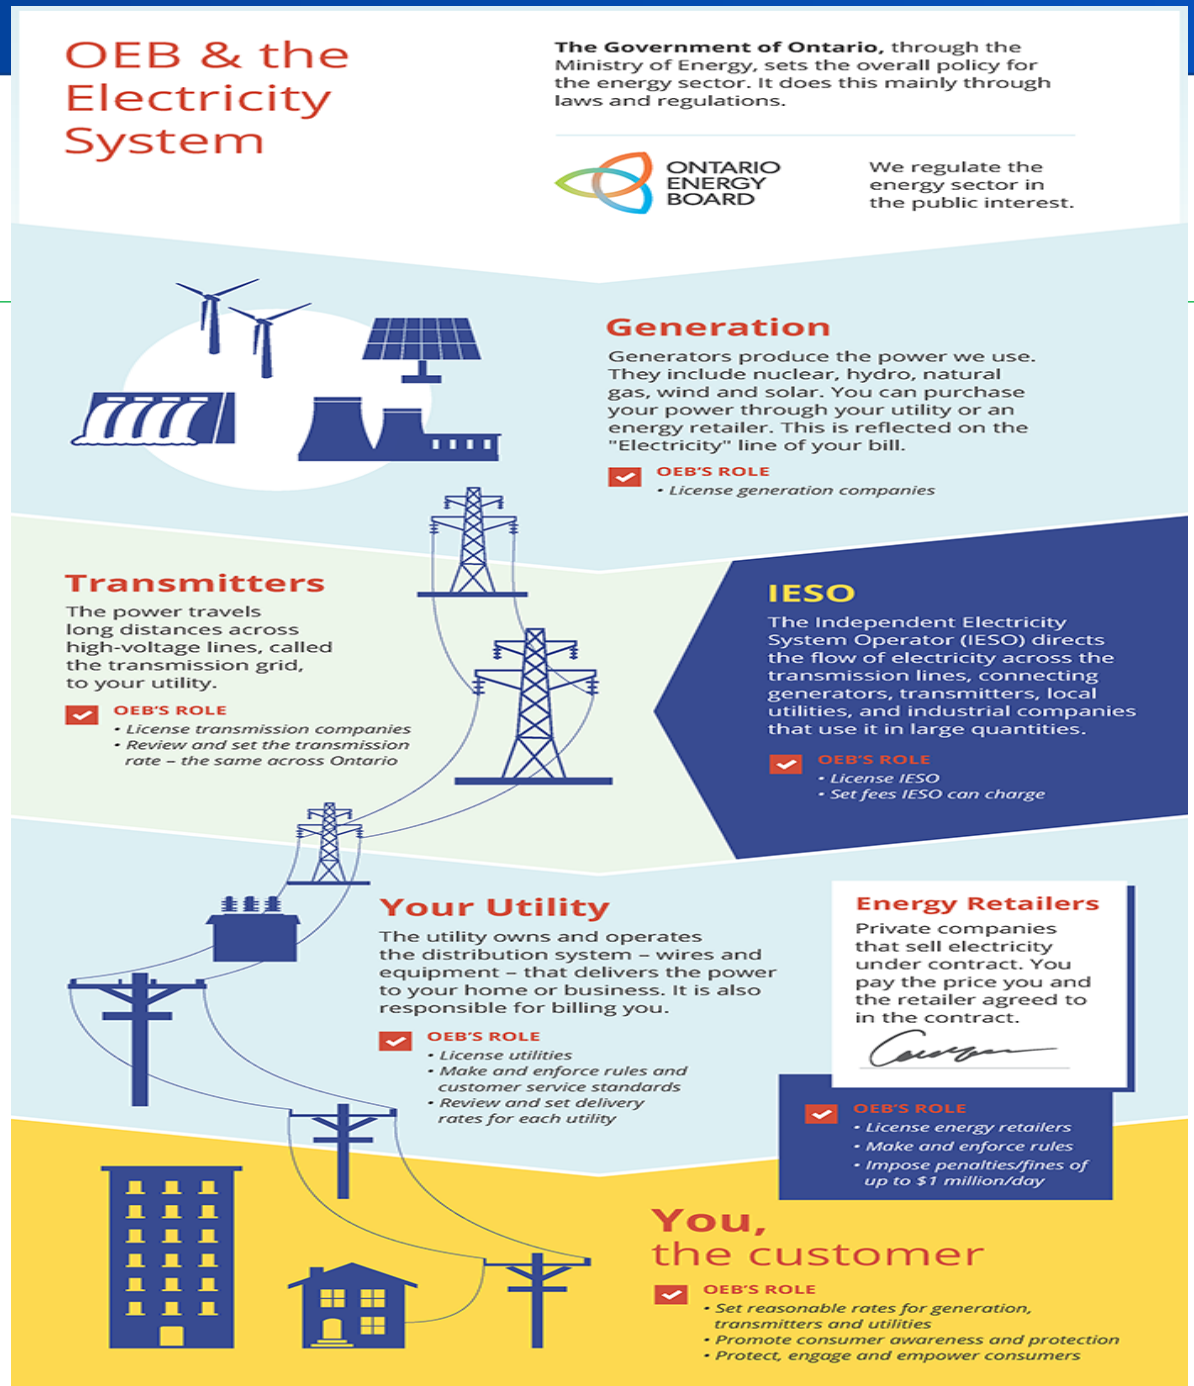 OEB & the
Electricity
System
The Government of Ontario, through the
Ministry of Energy, sets the overall policy for
the energy sector. It does this mainly through
laws and regulations.
ONTARIO
ENERGY
BOARD
We regulate the
energy sector in
the public interest.
Generation
Generators produce the power we use.
They include nuclear, hydro, natural
gas, wind and solar. You can purchase
your power through your utility or an
energy retailer. This is reflected on the
"Electricity" line of your bill.
OEB'S ROLE
• License generation companies
Transmitters
The power travels
long distances across
high-voltage lines, called
the transmission grid,
to your utility.
OEB'S ROLE
• License transmission companies
• Review and set the transmission
rate – the same across Ontario
IESO
The Independent Electricity
System Operator (IESO) directs
the flow of electricity across the
transmission lines, connecting
generators, transmitters, local
utilities, and industrial companies
that use it in large quantities.
OEB'S ROLE
• License IESO
• Set fees IESO can charge
Your Utility
The utility owns and operates
the distribution system – wires and
equipment – that delivers the power
to your home or business. It is also
responsible for billing you.
OEB'S ROLE
• License utilities
• Make and enforce rules and
customer service standards
• Review and set delivery
rates for each utility
Energy Retailers
Private companies
that sell electricity
under contract. You
pay the price you and
the retailer agreed to
in the contract.
OEB'S ROLE
• License energy retailers
• Make and enforce rules
• Impose penalties/fines of
up to $1 million/day
You,
the customer
OEB'S ROLE
• Set reasonable rates for generation,
transmitters and utilities
• Promote consumer awareness and protection
• Protect, engage and empower consumers